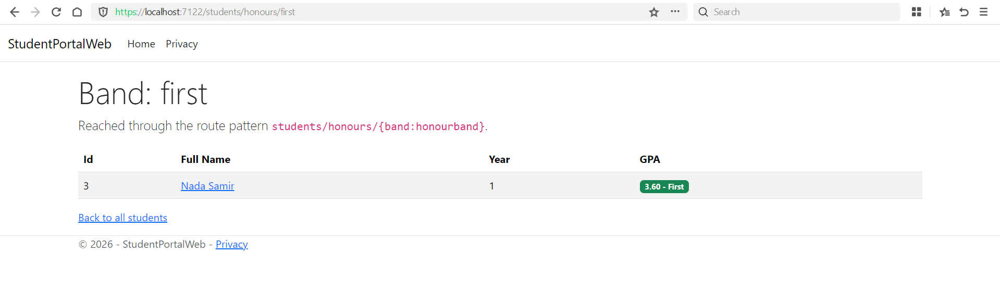 https://localhost:7122/students/honours/first Search
StudentPortalWeb Home Privacy
Band: first
Reached through the route pattern students/honours/{band:honourband}.
Id Full Name Year GPA
3 Nada Samir 1 3.60 - First
Back to all students
© 2026 - StudentPortalWeb - Privacy